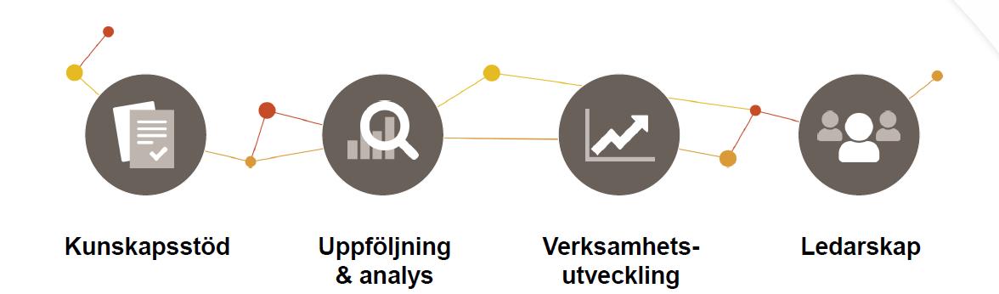 Kunskapsstöd
Uppföljning
& analys
Verksamhets-
utveckling
Ledarskap